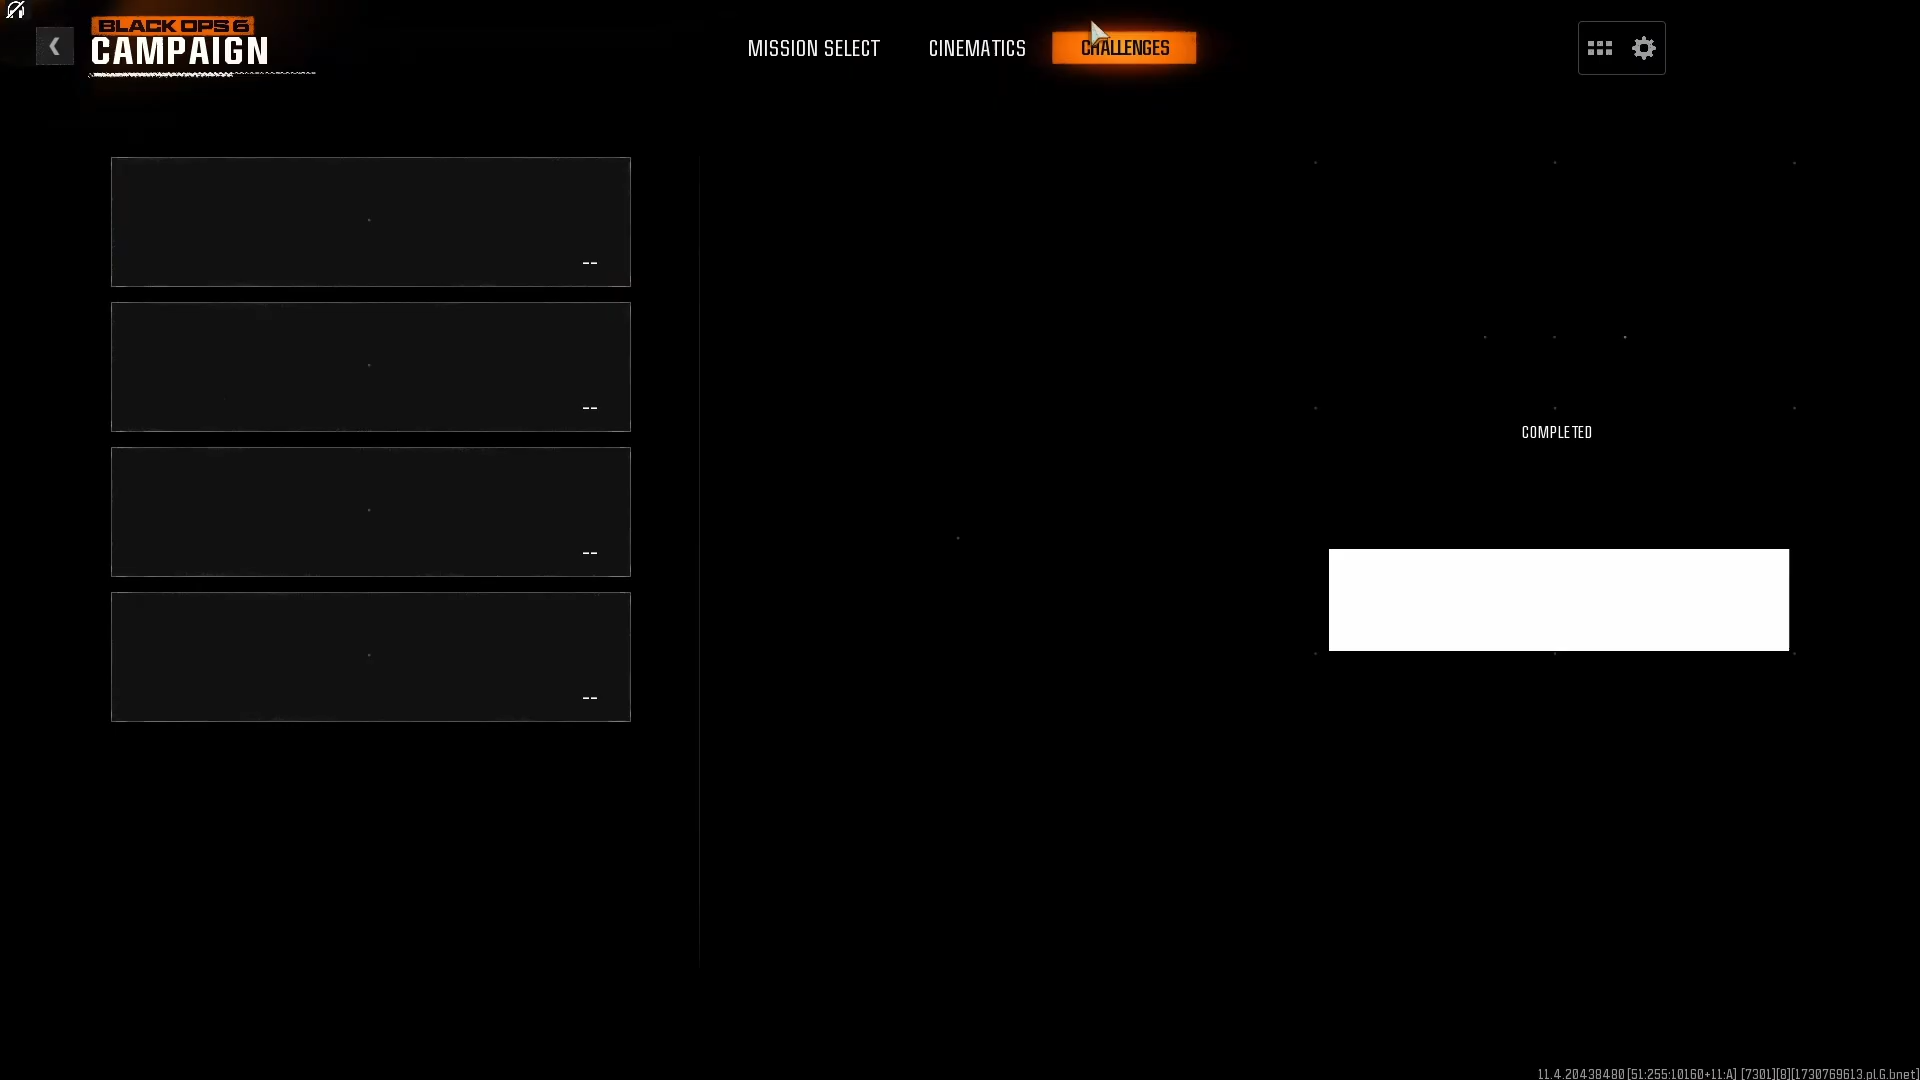 BLACK OPS 6
CAMPAIGN
MISSION SELECT
CINEMATICS
CHALLENGES
--
--
--
--
COMPLETED
11.4.20438480[51:255:10160+11:A] [7301][8][1730769613.pl.G.bnet]